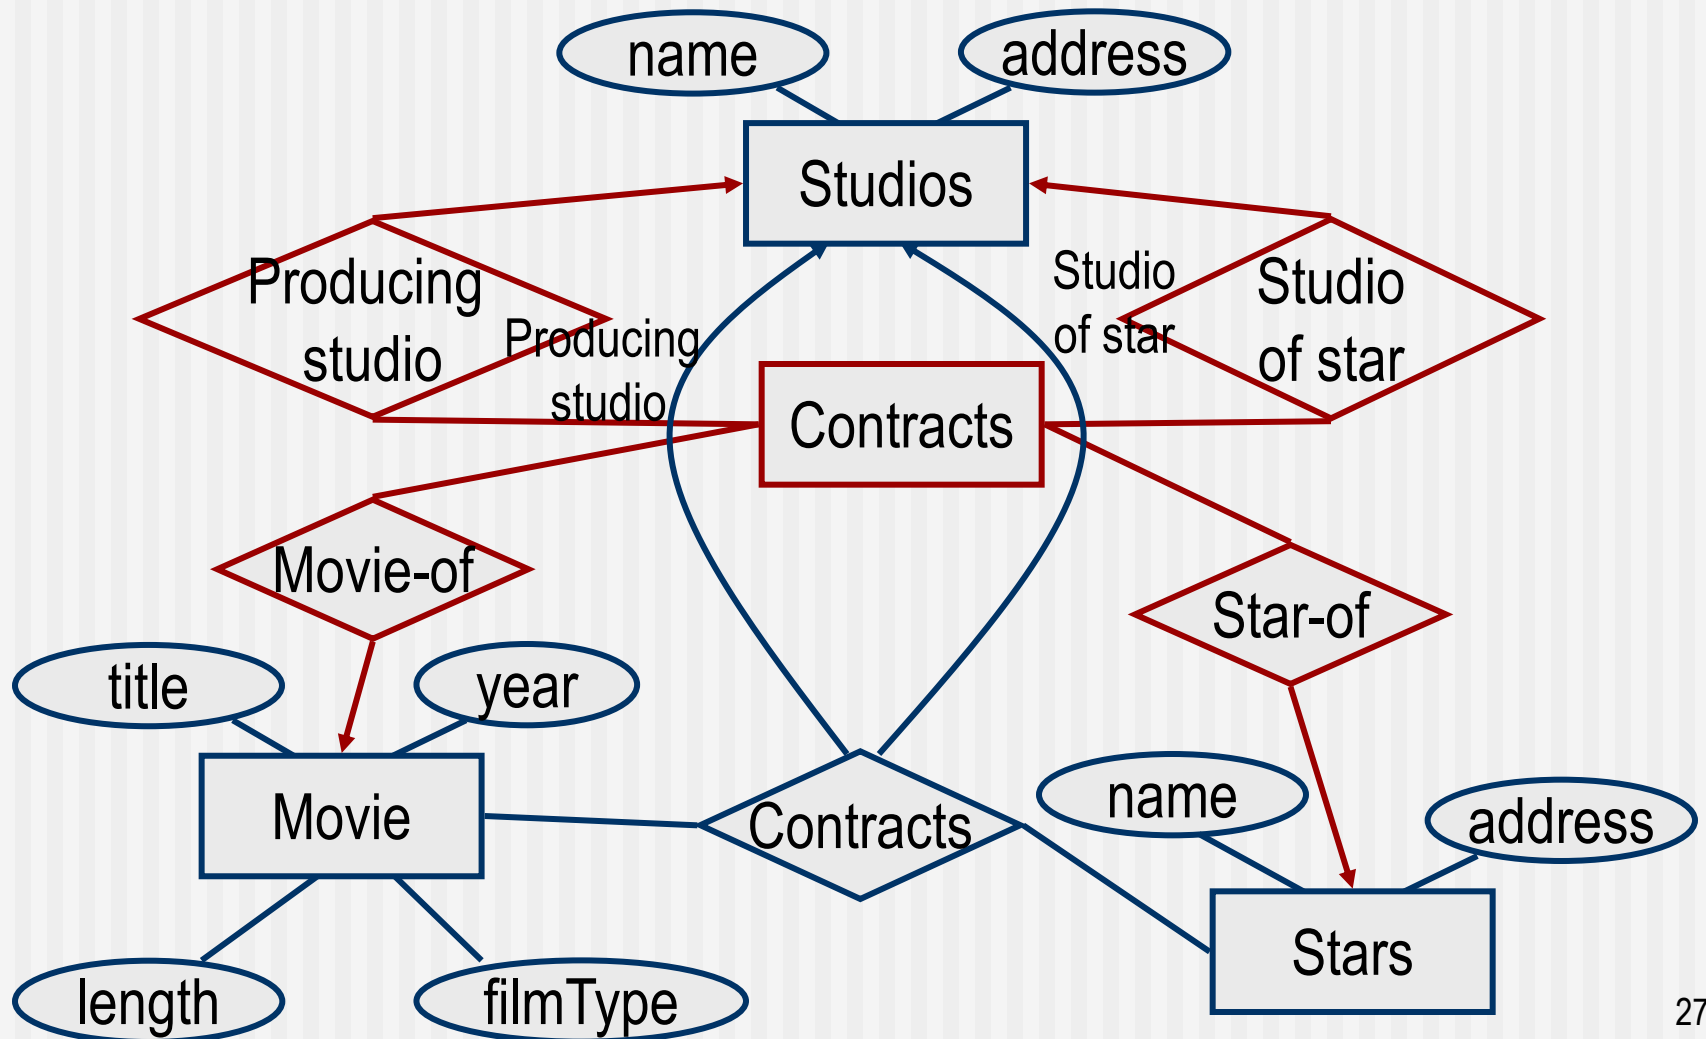 name
address
Studios
Producing
studio
Producing
studio
Studio
of star
Studio
of star
Contracts
Movie-of
Star-of
title
year
Movie
Contracts
name
address
Stars
length
filmType
27